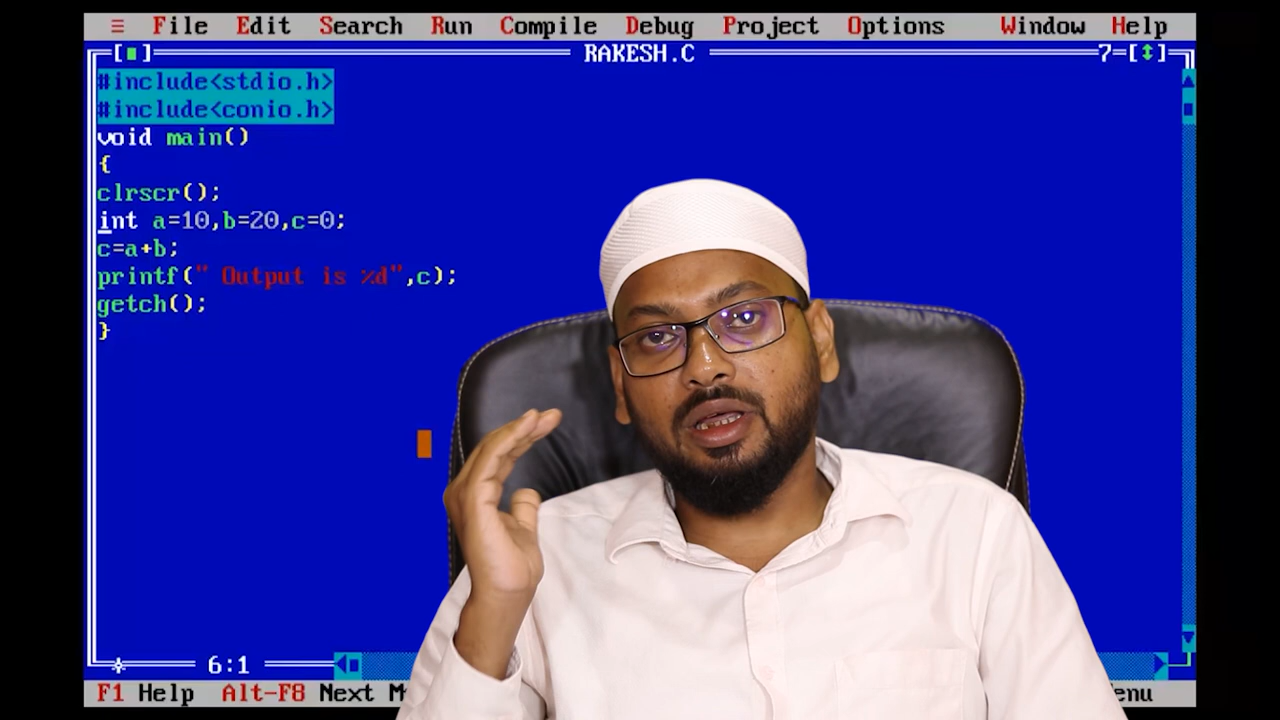 ≡ File Edit Search Run Compile Debug Project Options Window Help
[■] RAKESH.C 7=[↕]
#include<stdio.h>
#include<conio.h>
void main()
{
clrscr();
int a=10,b=20,c=0;
c=a+b;
printf(" Output is %d",c);
getch();
}
6:1
F1 Help Alt-F8 Next